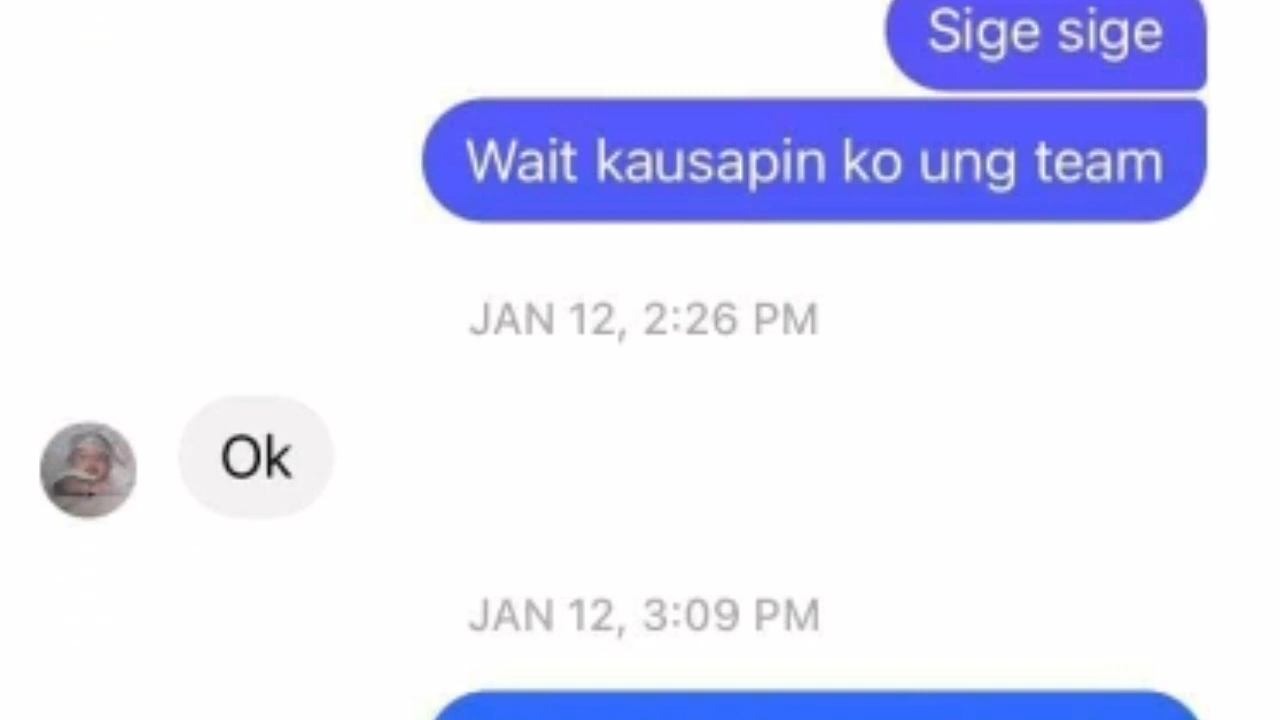 Sige sige
Wait kausapin ko ung team
JAN 12, 2:26 PM
Ok
JAN 12, 3:09 PM